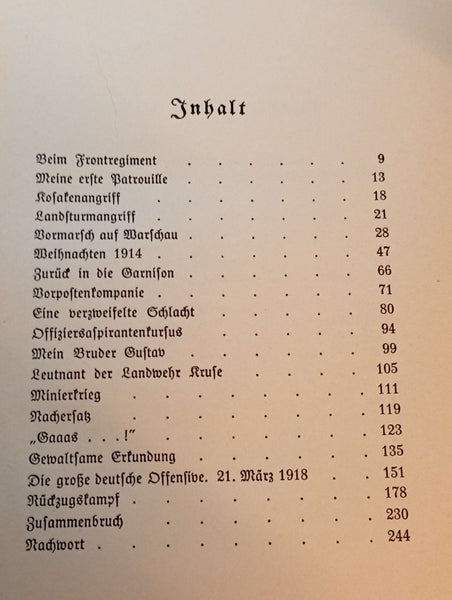 Inhalt
Beim Frontregiment . . . . . . 9
Meine erste Patrouille . . . . . . 13
Kosakenangriff . . . . . . 18
Landsturmangriff . . . . . . 21
Vormarsch auf Warschau . . . . . 28
Weihnachten 1914 . . . . . . 47
Zurück in die Garnison . . . . . 66
Vorpostenkompanie . . . . . . 71
Eine verzweifelte Schlacht . . . . . 80
Offiziersaspirantenkursus . . . . . 94
Mein Bruder Gustav . . . . . . 99
Leutnant der Landwehr Kruse . . . . 105
Minierkrieg . . . . . . . 111
Nachersatz . . . . . . . 119
„Gaaas . . . !“ . . . . . . . 123
Gewaltsame Erkundung . . . . . . 135
Die große deutsche Offensive. 21. März 1918 . . 151
Rückzugskampf . . . . . . . 178
Zusammenbruch . . . . . . 230
Nachwort . . . . . . . . 244